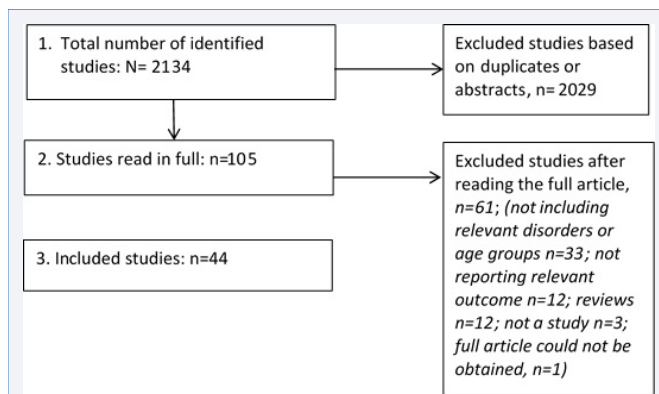 1. Total number of identified
studies: N= 2134
Excluded studies based
on duplicates or
abstracts, n= 2029
2. Studies read in full: n=105
Excluded studies after
reading the full article,
n=61; (not including
relevant disorders or
age groups n=33; not
reporting relevant
outcome n=12; reviews
n=12; not a study n=3;
full article could not be
obtained, n=1)
3. Included studies: n=44